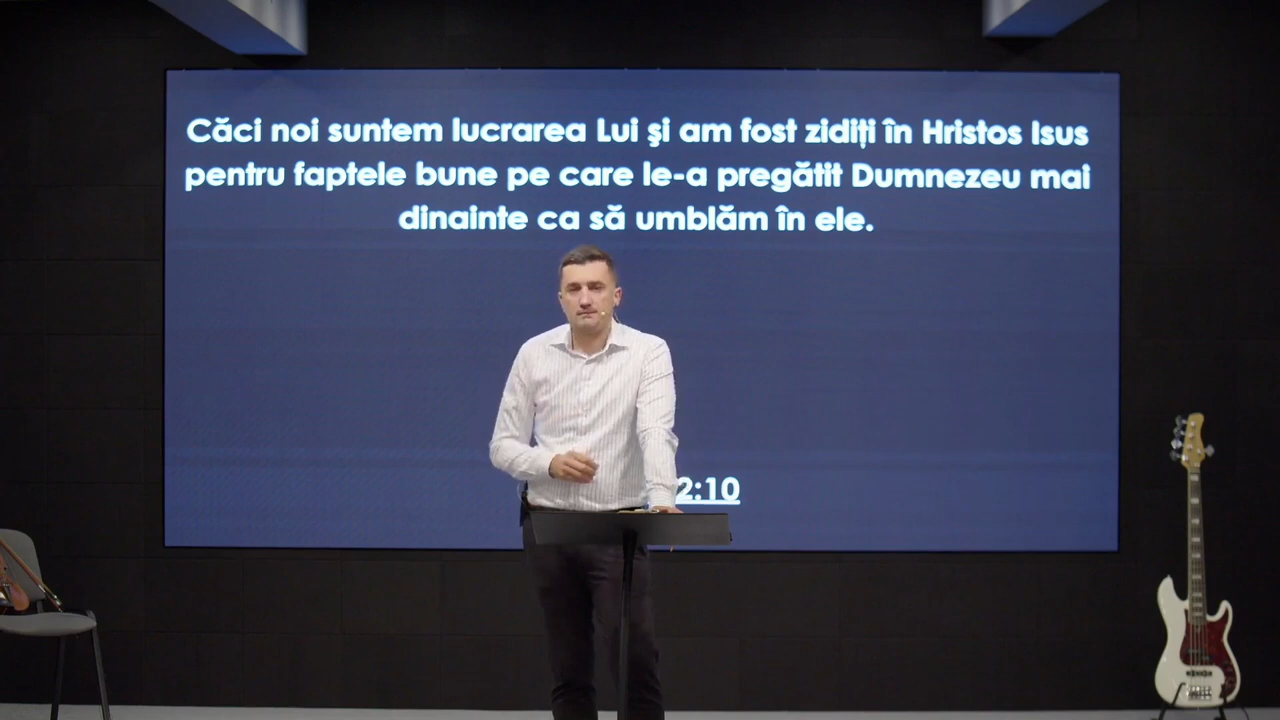 Căci noi suntem lucrarea Lui şi am fost zidiți în Hristos Isus
pentru faptele bune pe care le-a pregătit Dumnezeu mai
dinainte ca să umblăm în ele.
2:10